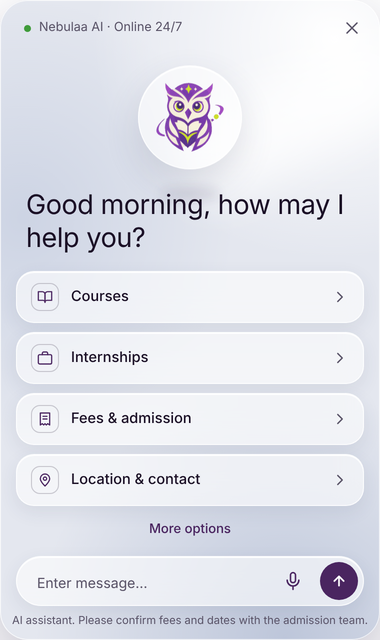 Nebulaa AI · Online 24/7
Good morning, how may I
help you?
Courses
Internships
Fees & admission
Location & contact
More options
Enter message...
AI assistant. Please confirm fees and dates with the admission team.